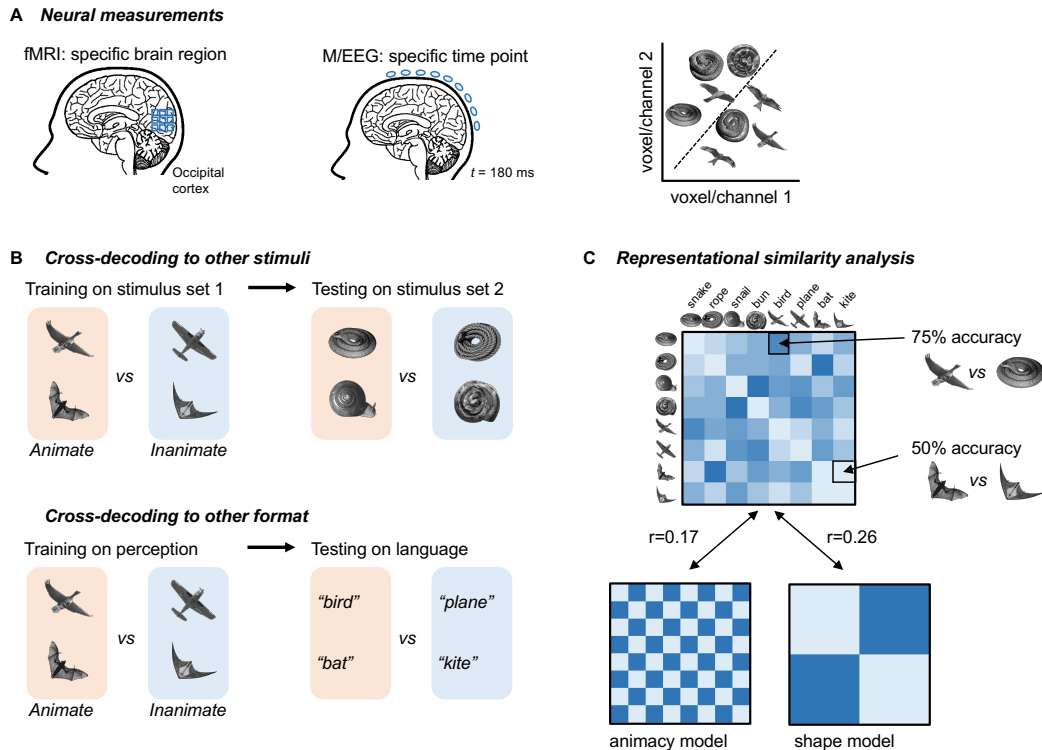 A Neural measurements
fMRI: specific brain region
M/EEG: specific time point
Occipital
cortex
t = 180 ms
voxel/channel 2
voxel/channel 1
B Cross-decoding to other stimuli
Training on stimulus set 1
Testing on stimulus set 2
vs
vs
Animate
Inanimate
Cross-decoding to other format
Training on perception
Testing on language
vs
"bird"
"plane"
vs
"bat"
"kite"
Animate
Inanimate
C Representational similarity analysis
snake
rope
snail
bun
bird
plane
bat
kite
75% accuracy
vs
50% accuracy
vs
r=0.17
r=0.26
animacy model
shape model